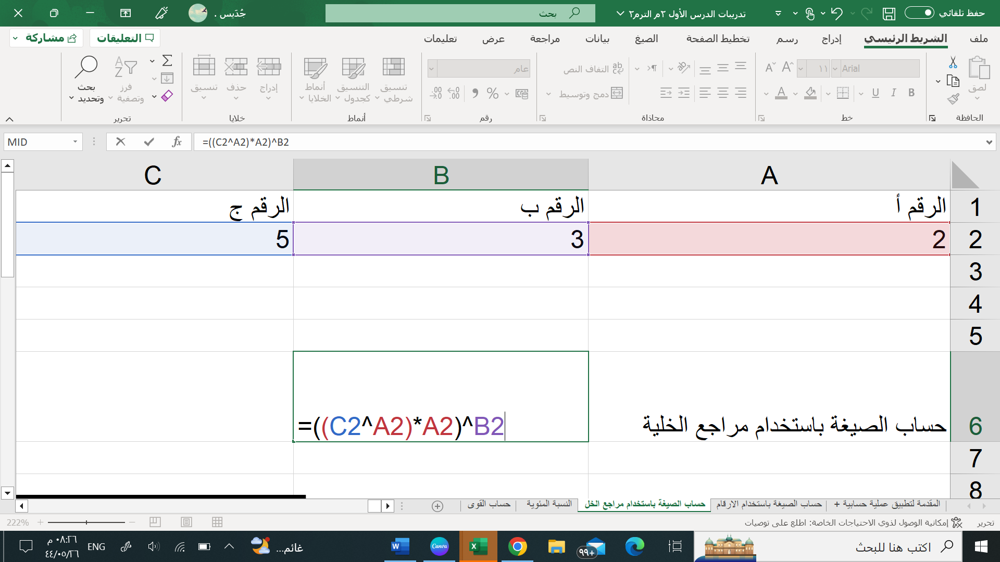 حفظ تلقائي
تدريبات الدرس الأول ٢م الترم٢
بحث
جُدَيس .
ملف
الشريط الرئيسي
إدراج
رسم
تخطيط الصفحة
الصيغ
بيانات
مراجعة
عرض
تعليمات
التعليقات
مشاركة
لصق
الحافظة
Arial
١١
B I U
خط
التفاف النص
دمج وتوسيط
محاذاة
عام
رقم
تنسيق شرطي
التنسيق كجدول
أنماط الخلايا
أنماط
إدراج
حذف
تنسيق
خلايا
فرز وتصفية
بحث وتحديد
تحرير
MID
fx
=((C2^A2)*A2)^B2
A B C
1 الرقم أ الرقم ب الرقم ج
2 2 3 5
3
4
5
6 حساب الصيغة باستخدام مراجع الخلية =((C2^A2)*A2)^B2
7
8
المقدمة لتطبيق عملية حسابية +
حساب الصيغة باستخدام الارقام
حساب الصيغة باستخدام مراجع الخل
النسبة المئوية
حساب القوى
تحرير
إمكانية الوصول لذوي الاحتياجات الخاصة: اطلع على توصيات
222%
اكتب هنا للبحث
+٩٩
Canva
غائم...
ENG
٠٨:٢٦ م
٤٤/٠٥/٢٦